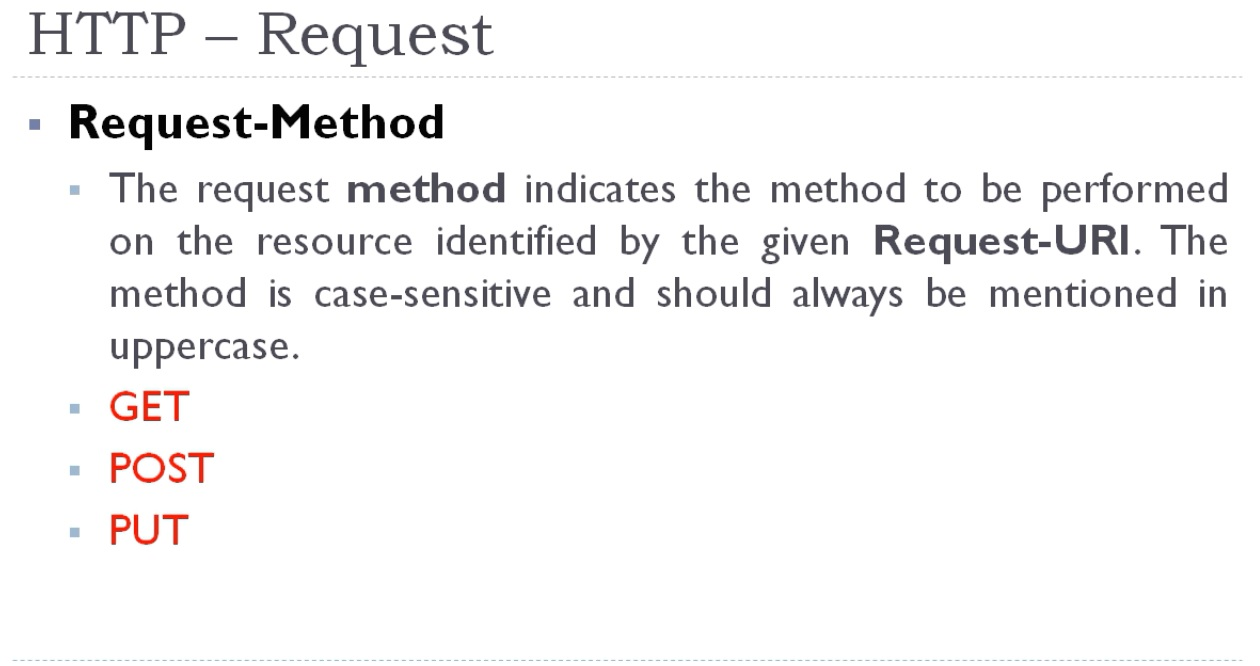 HTTP – Request
Request-Method
The request method indicates the method to be performed
on the resource identified by the given Request-URI. The
method is case-sensitive and should always be mentioned in
uppercase.
GET
POST
PUT